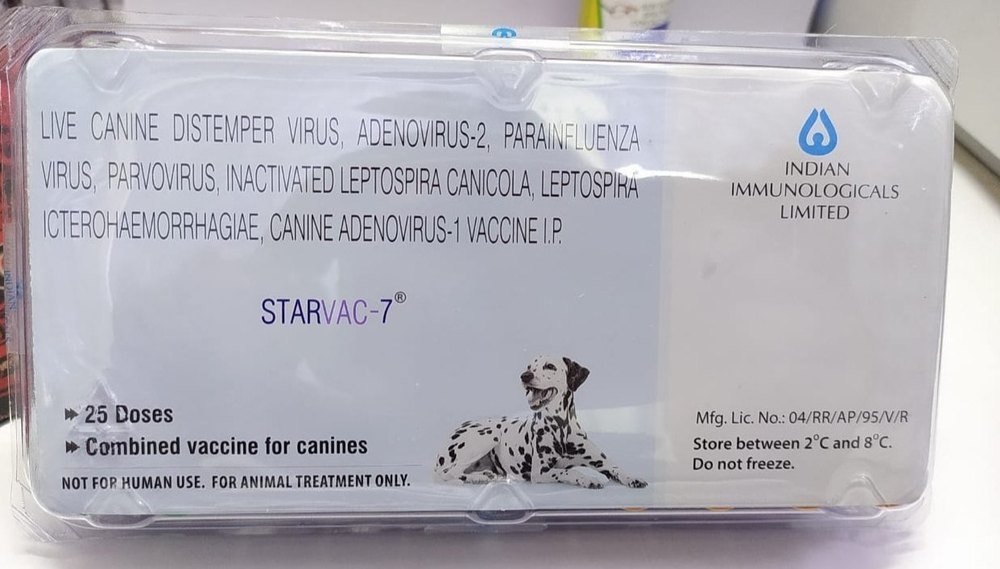 LIVE CANINE DISTEMPER VIRUS, ADENOVIRUS-2, PARAINFLUENZA
VIRUS, PARVOVIRUS, INACTIVATED LEPTOSPIRA CANICOLA, LEPTOSPIRA
ICTEROHAEMORRHAGIAE, CANINE ADENOVIRUS-1 VACCINE I.P.
STARVAC-7®
25 Doses
Combined vaccine for canines
NOT FOR HUMAN USE. FOR ANIMAL TREATMENT ONLY.
INDIAN
IMMUNOLOGICALS
LIMITED
Mfg. Lic. No.: 04/RR/AP/95/V/R
Store between 2°C and 8°C.
Do not freeze.